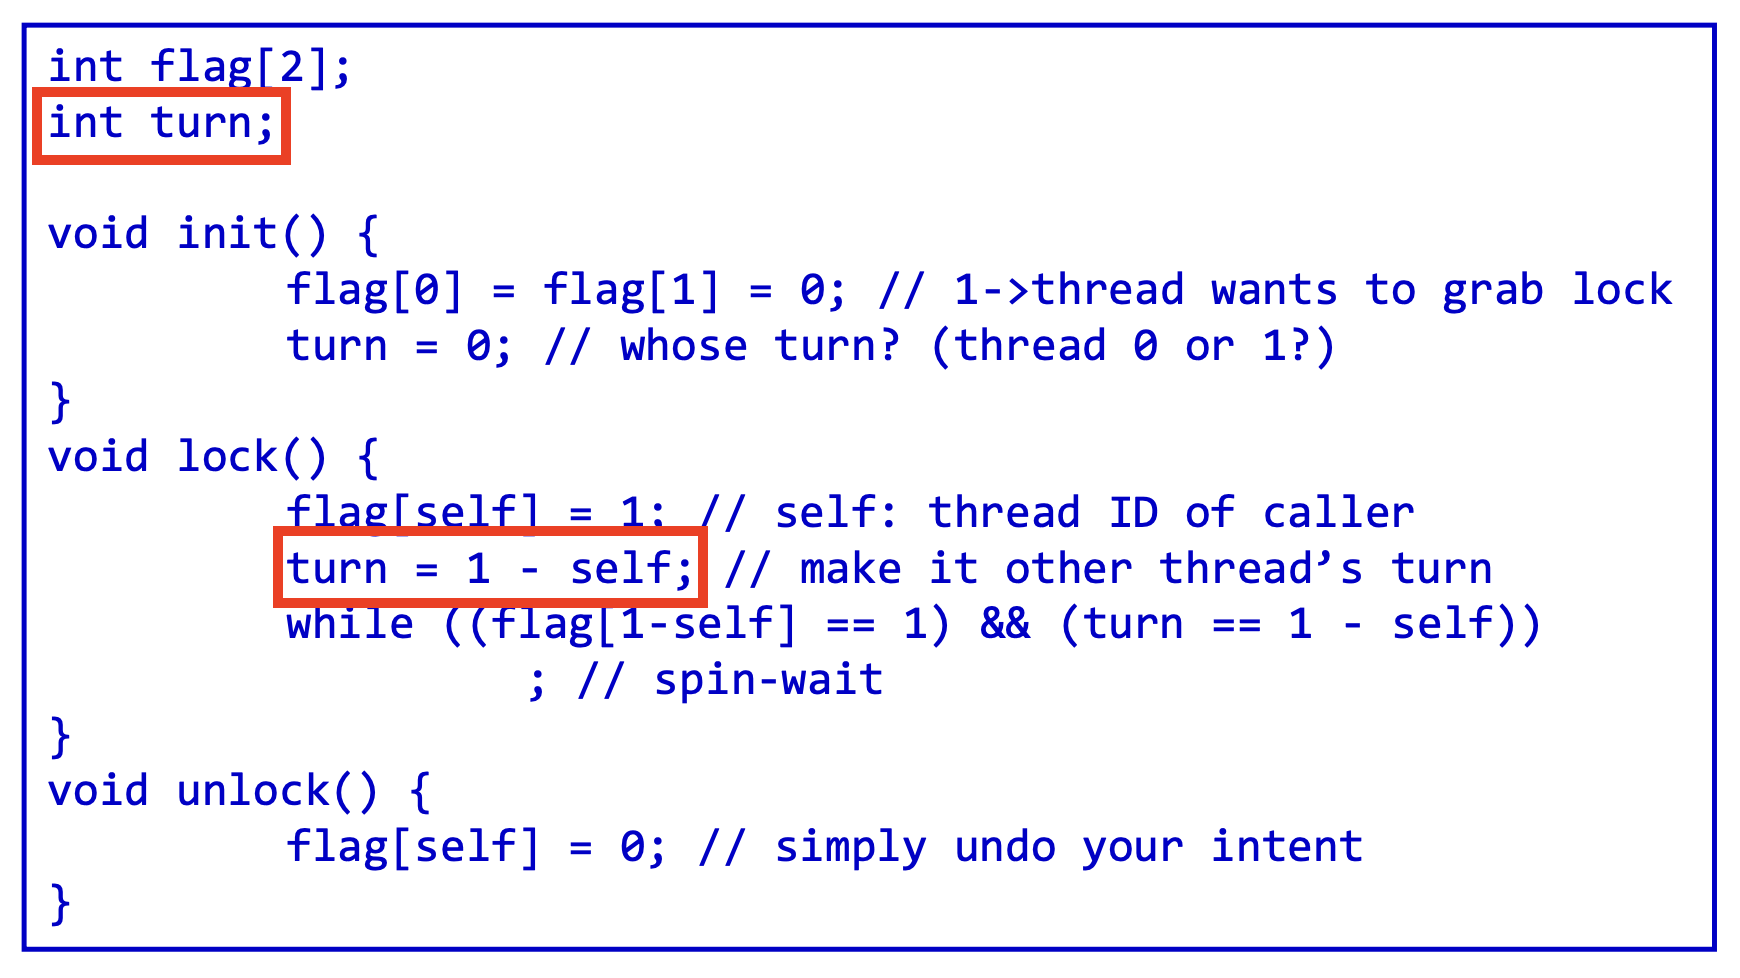 int flag[2];
int turn;
void init() {
flag[0] = flag[1] = 0; // 1->thread wants to grab lock
turn = 0; // whose turn? (thread 0 or 1?)
}
void lock() {
flag[self] = 1; // self: thread ID of caller
turn = 1 - self; // make it other thread’s turn
while ((flag[1-self] == 1) && (turn == 1 - self))
; // spin-wait
}
void unlock() {
flag[self] = 0; // simply undo your intent
}